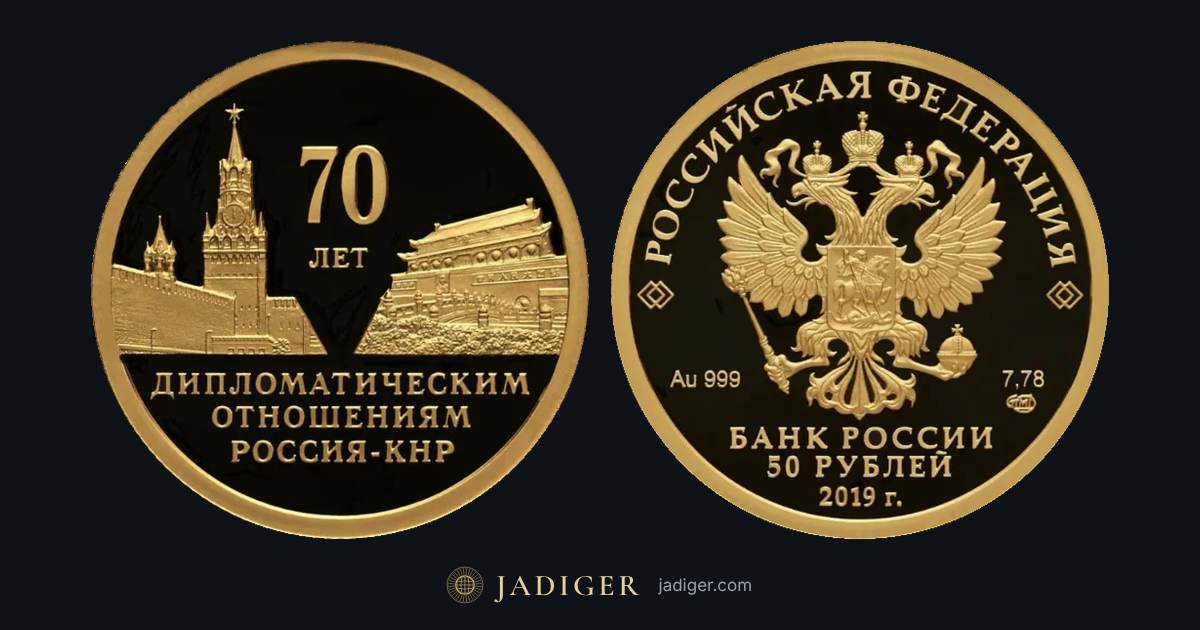 70
ЛЕТ
ДИПЛОМАТИЧЕСКИМ
ОТНОШЕНИЯМ
РОССИЯ-КНР
РОССИЙСКАЯ ФЕДЕРАЦИЯ
Au 999
7,78
БАНК РОССИИ
50 РУБЛЕЙ
2019 г.
JADIGER jadiger.com